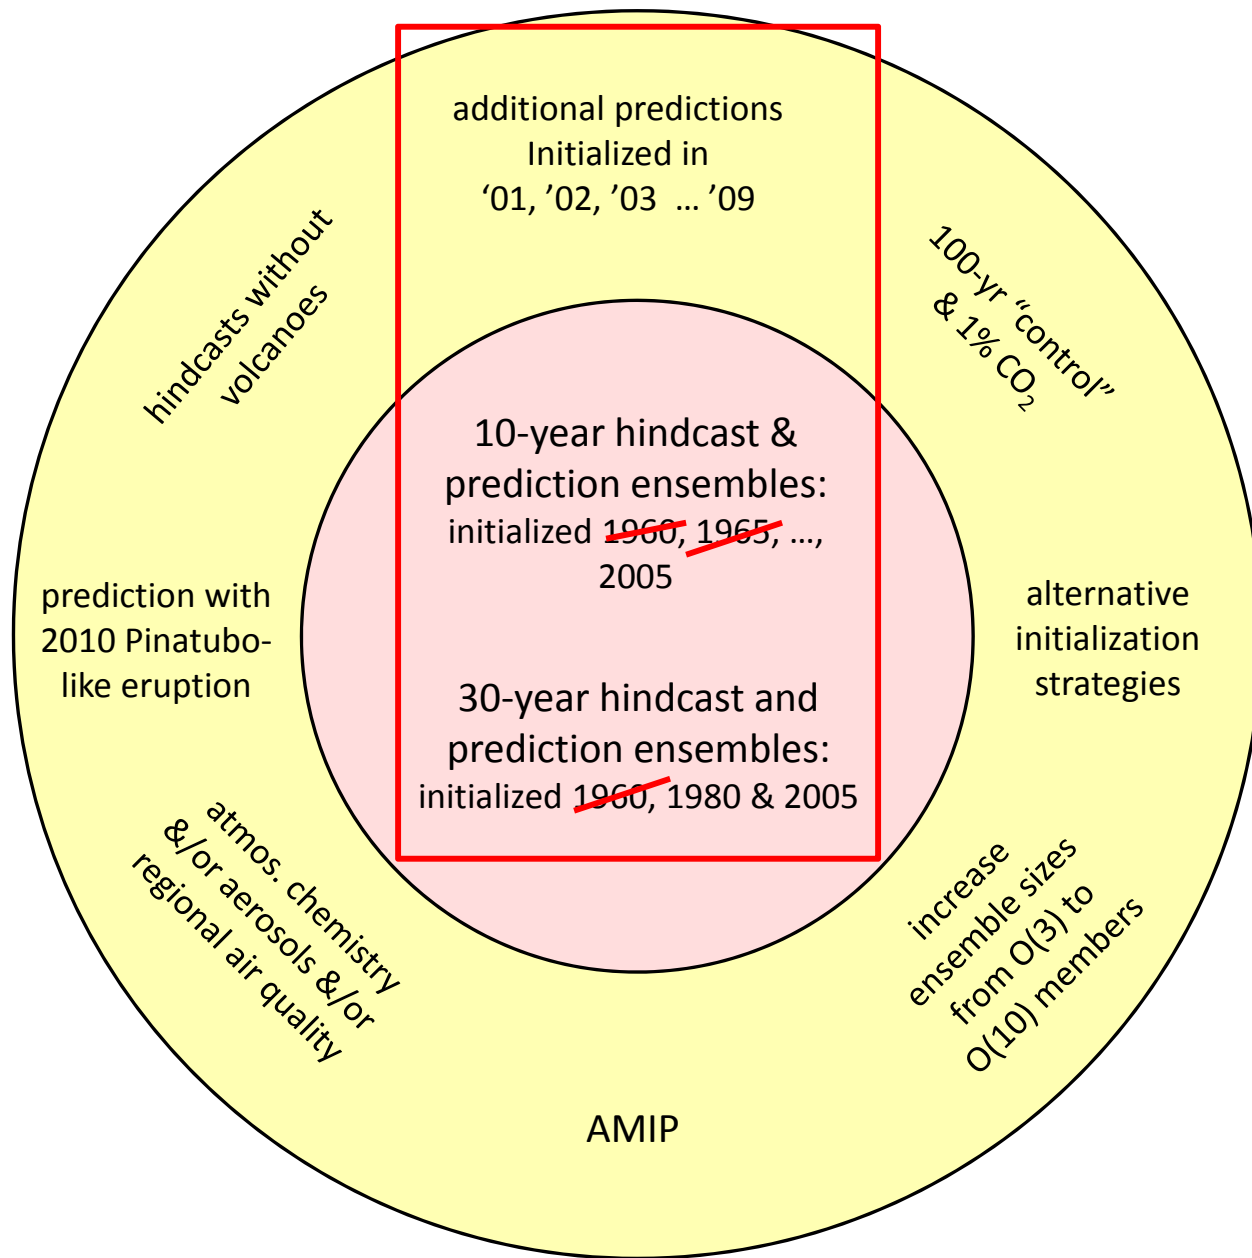 additional predictions
Initialized in
‘01, ’02, ’03 … ’09
hindcasts without
volcanoes
100-yr “control”
& 1% CO₂
10-year hindcast &
prediction ensembles:
initialized 1960, 1965, …,
2005
prediction with
2010 Pinatubo-
like eruption
alternative
initialization
strategies
30-year hindcast and
prediction ensembles:
initialized 1960, 1980 & 2005
atmos. chemistry
&/or aerosols &/or
regional air quality
increase
ensemble sizes
from O(3) to
O(10) members
AMIP